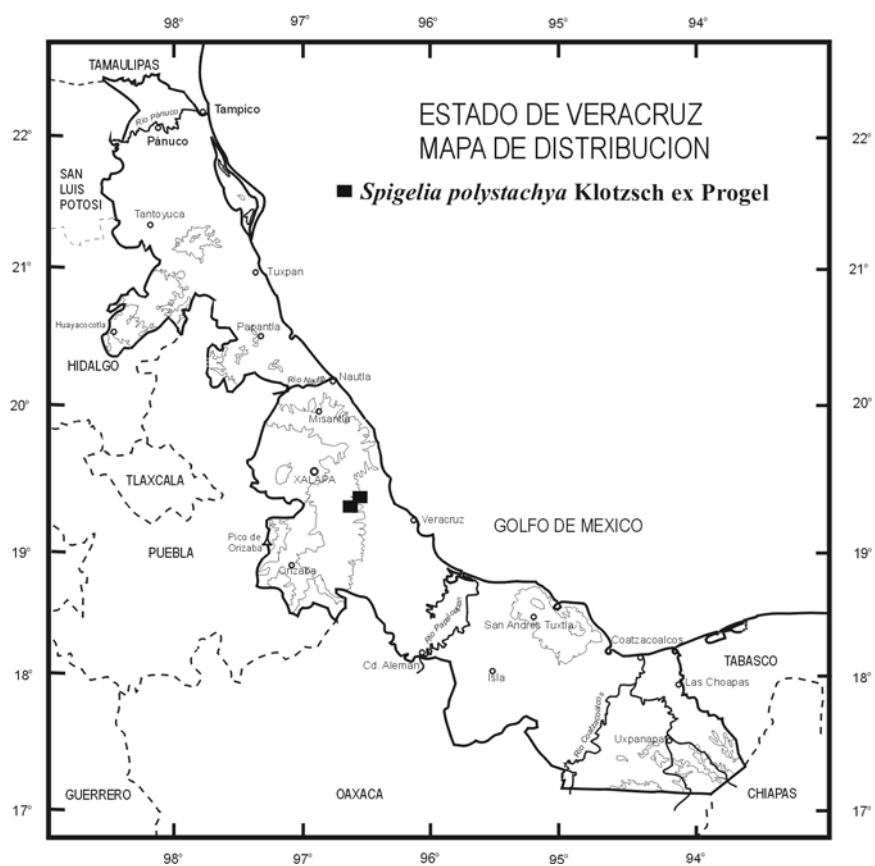 98° 97° 96° 95° 94°
TAMAULIPAS
Río Pánuco
Tampico
ESTADO DE VERACRUZ
22° 22°
Pánuco
MAPA DE DISTRIBUCION
SAN
LUIS
POTOSI
Spigelia polystachya Klotzsch ex Progel
Tantoyuca
21° 21°
Tuxpan
Huayacocotla
Papantla
HIDALGO
Río Nautla
Nautla
20° 20°
Misantla
XALAPA
TLAXCALA
Veracruz
GOLFO DE MEXICO
Pico de
Orizaba
19° 19°
PUEBLA
Orizaba
Río Papaloapan
San Andrés Tuxtla
Coatzacoalcos
Cd. Alemán
TABASCO
18° 18°
Isla
Las Choapas
Río Coatzacoalcos
Uxpanapa
GUERRERO
OAXACA
CHIAPAS
17° 17°
98° 97° 96° 95° 94°